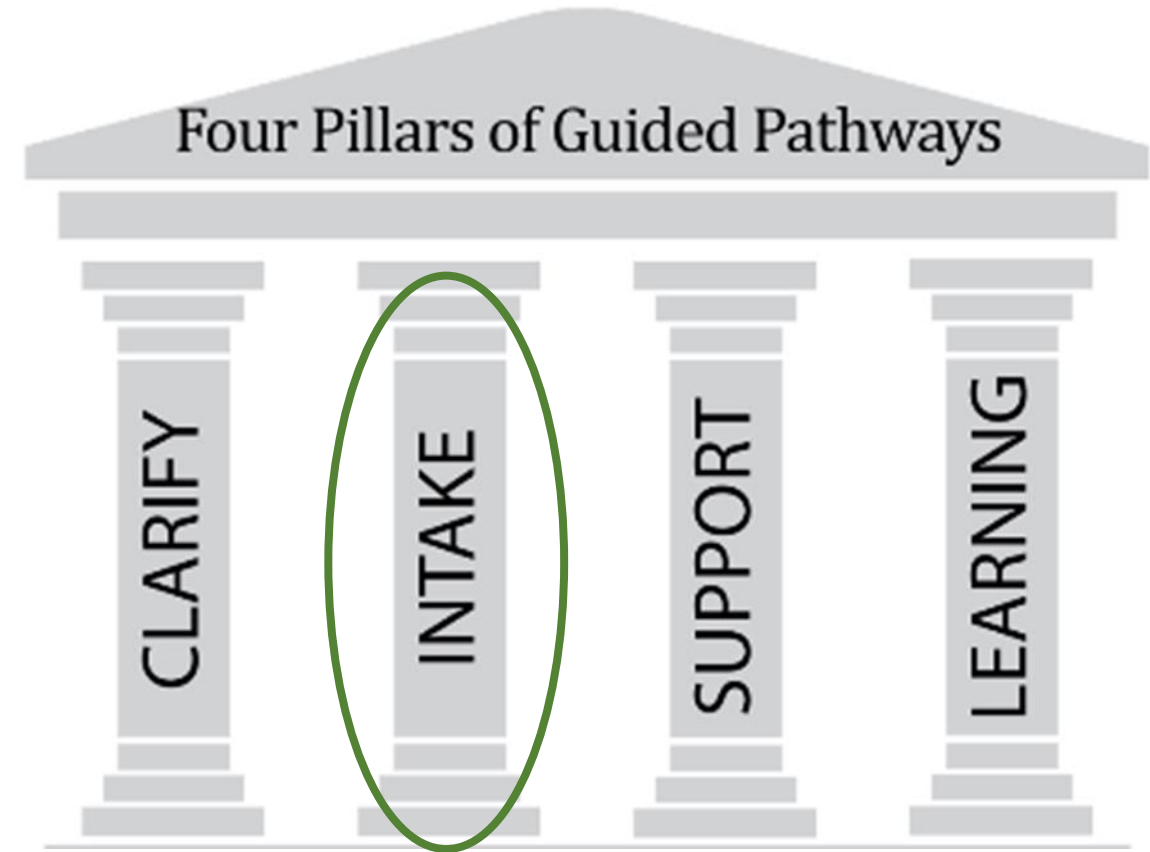 Four Pillars of Guided Pathways
CLARIFY
INTAKE
SUPPORT
LEARNING